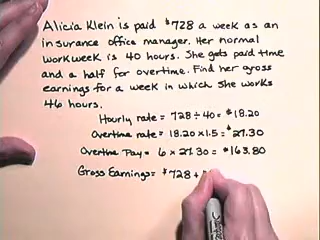 Alicia Klein is paid $728 a week as an
insurance office manager. Her normal
workweek is 40 hours. She gets paid time
and a half for overtime. Find her gross
earnings for a week in which she works
46 hours.
Hourly rate = 728 ÷ 40 = $18.20
Overtime rate = 18.20 x 1.5 = $27.30
Overtime Pay = 6 x 27.30 = $163.80
Gross Earnings = $728 +